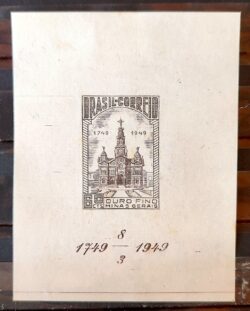 BRASIL-CORREIO
1749 1949
OURO FINO
MINAS GERAIS
8
1749 — 1949
3